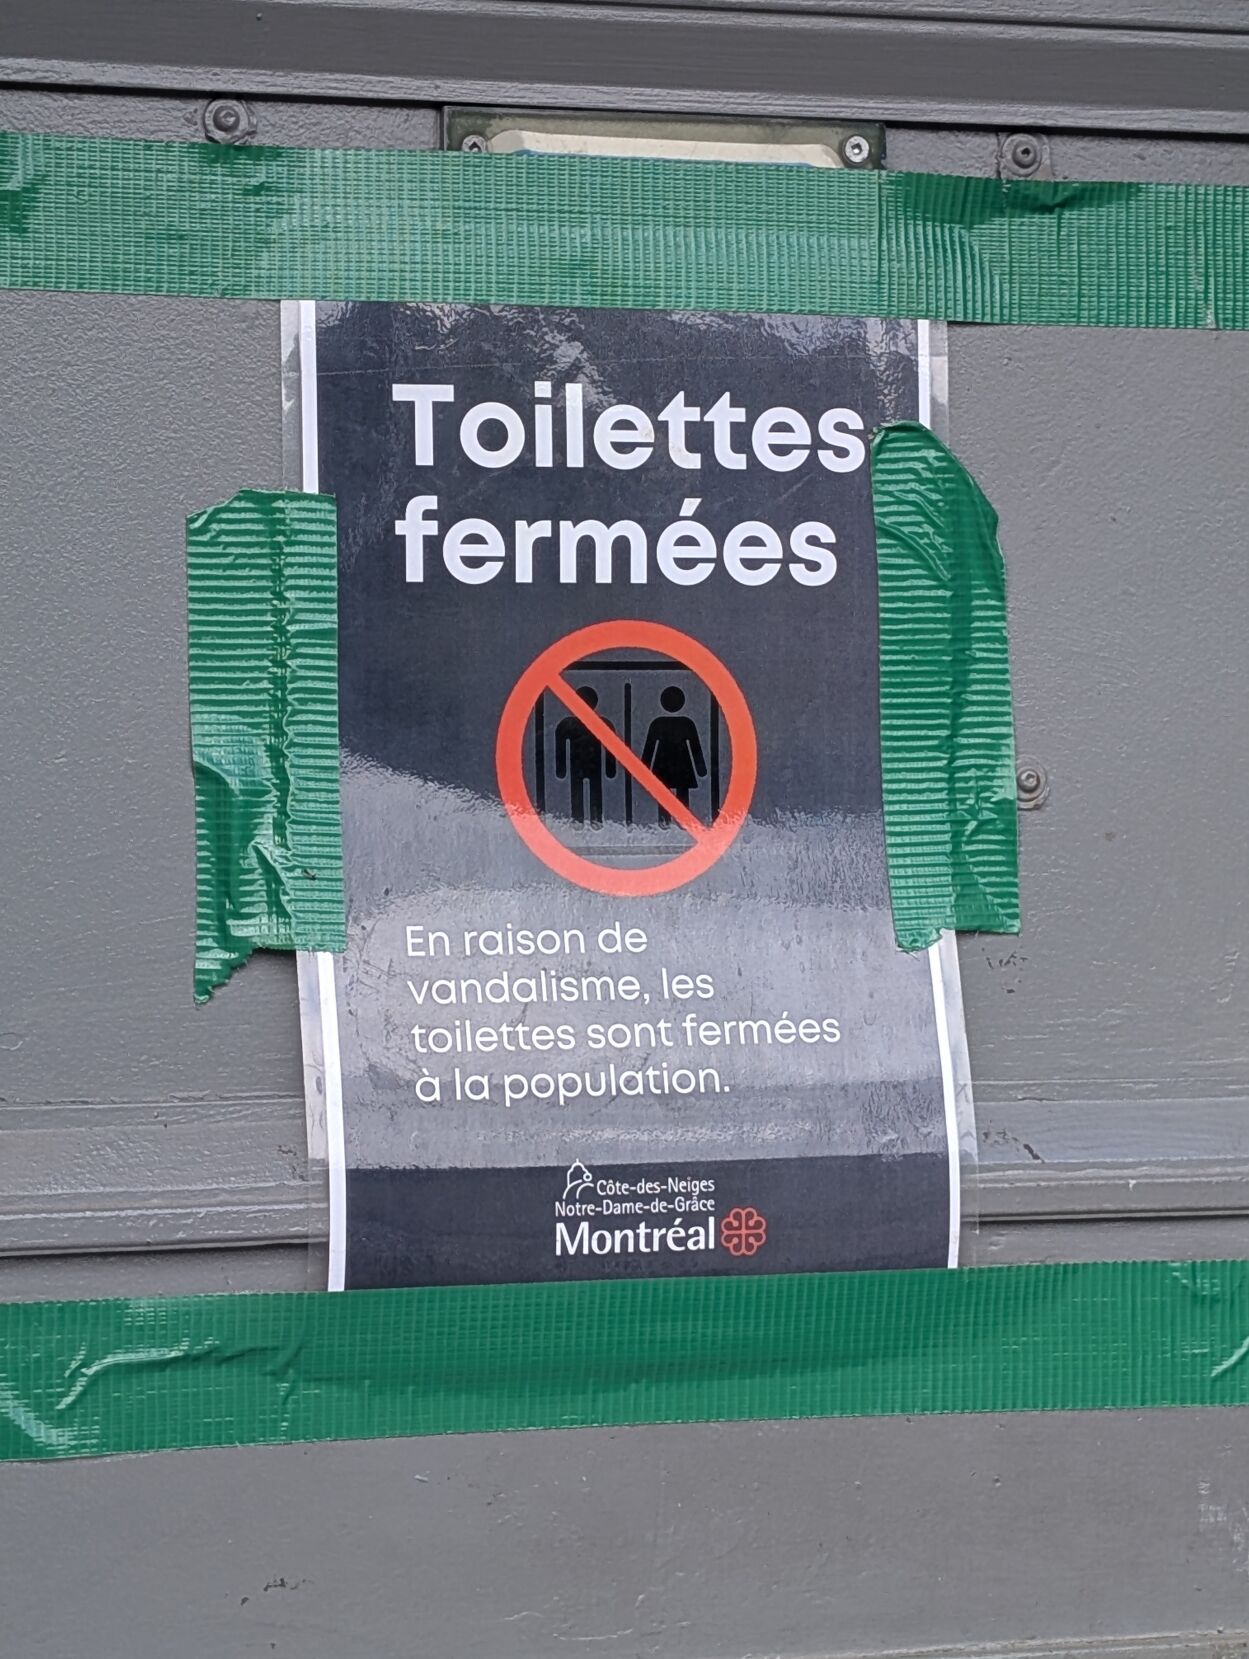 Toilettes
fermées
En raison de
vandalisme, les
toilettes sont fermées
à la population.
Côte-des-Neiges
Notre-Dame-de-Grâce
Montréal